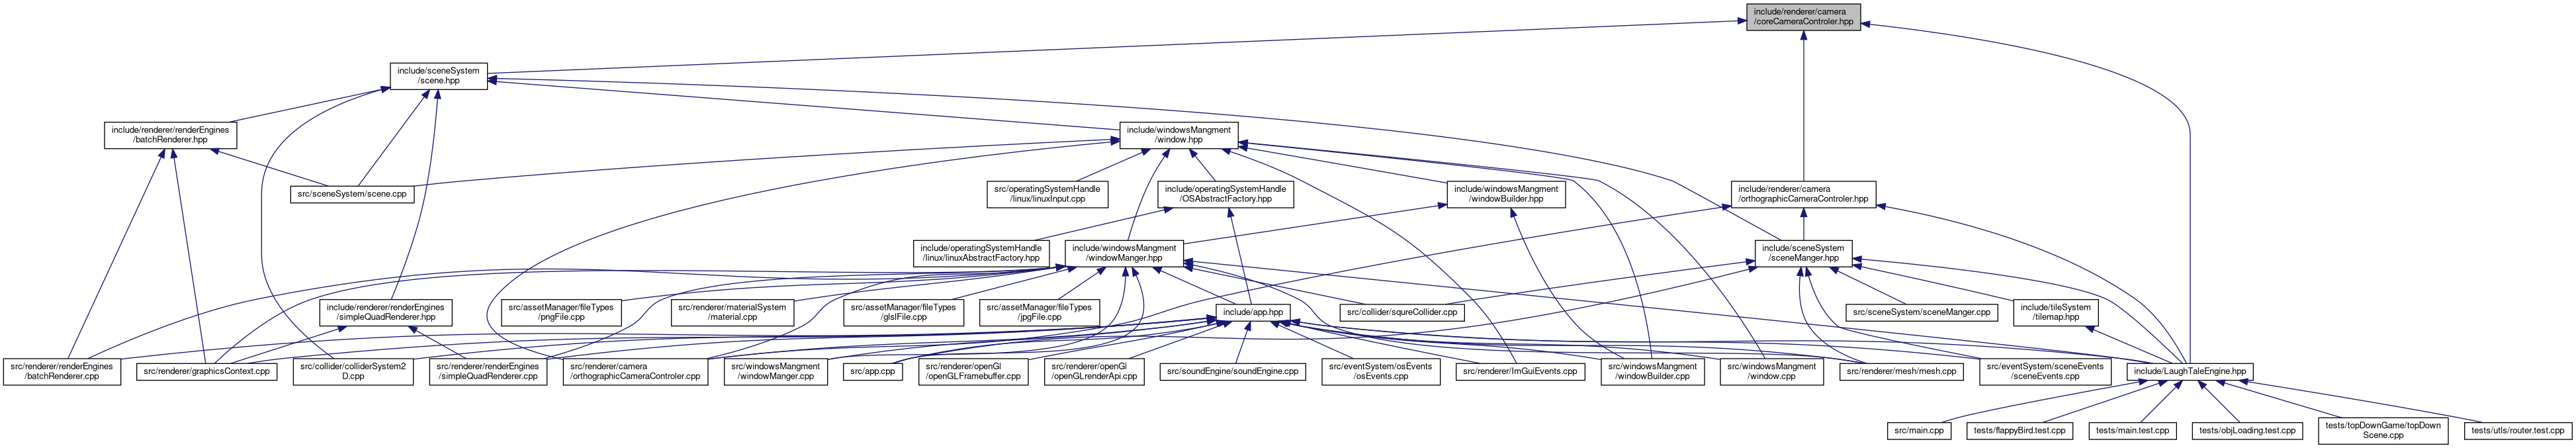 include/renderer/camera
/coreCameraControler.hpp
include/sceneSystem
/scene.hpp
include/renderer/renderEngines
/batchRenderer.hpp
include/windowsMangment
/window.hpp
src/sceneSystem/scene.cpp
src/operatingSystemHandle
/linux/linuxInput.cpp
include/operatingSystemHandle
/OSAbstractFactory.hpp
include/windowsMangment
/windowBuilder.hpp
include/renderer/camera
/orthographicCameraControler.hpp
include/operatingSystemHandle
/linux/linuxAbstractFactory.hpp
include/windowsMangment
/windowManger.hpp
include/sceneSystem
/sceneManger.hpp
include/renderer/renderEngines
/simpleQuadRenderer.hpp
src/assetManager/fileTypes
/pngFile.cpp
src/renderer/materialSystem
/material.cpp
src/assetManager/fileTypes
/glslFile.cpp
src/assetManager/fileTypes
/jpgFile.cpp
include/app.hpp
src/collider/squreCollider.cpp
src/sceneSystem/sceneManger.cpp
include/tileSystem
/tilemap.hpp
src/renderer/renderEngines
/batchRenderer.cpp
src/renderer/graphicsContext.cpp
src/collider/colliderSystem2
D.cpp
src/renderer/renderEngines
/simpleQuadRenderer.cpp
src/renderer/camera
/orthographicCameraControler.cpp
src/windowsMangment
/windowManger.cpp
src/app.cpp
src/renderer/openGl
/openGLFramebuffer.cpp
src/renderer/openGl
/openGLrenderApi.cpp
src/soundEngine/soundEngine.cpp
src/eventSystem/osEvents
/osEvents.cpp
src/renderer/ImGuiEvents.cpp
src/windowsMangment
/windowBuilder.cpp
src/windowsMangment
/window.cpp
src/renderer/mesh/mesh.cpp
src/eventSystem/sceneEvents
/sceneEvents.cpp
include/LaughTaleEngine.hpp
src/main.cpp
tests/flappyBird.test.cpp
tests/main.test.cpp
tests/objLoading.test.cpp
tests/topDownGame/topDown
Scene.cpp
tests/utls/router.test.cpp